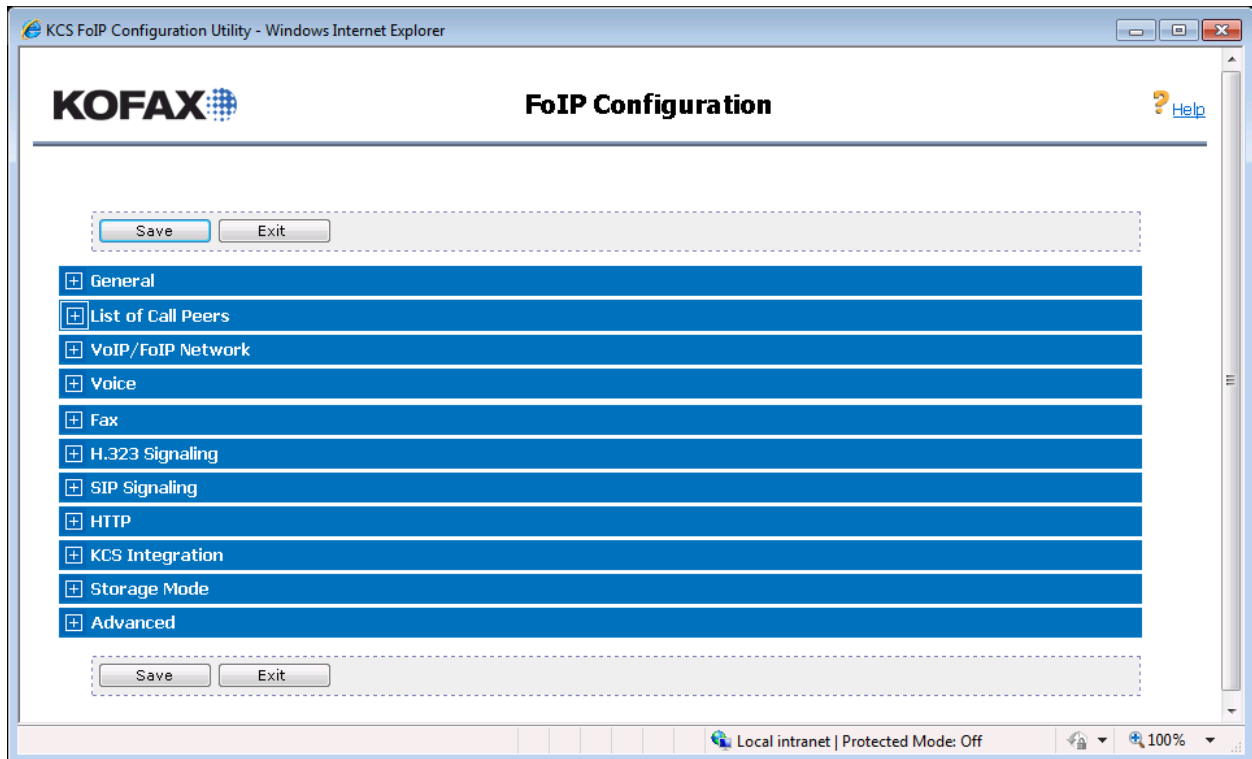 KCS FoIP Configuration Utility - Windows Internet Explorer
KOFAX FoIP Configuration ? Help
Save Exit
General
List of Call Peers
VoIP/FoIP Network
Voice
Fax
H.323 Signaling
SIP Signaling
HTTP
KCS Integration
Storage Mode
Advanced
Save Exit
Local intranet | Protected Mode: Off 100%